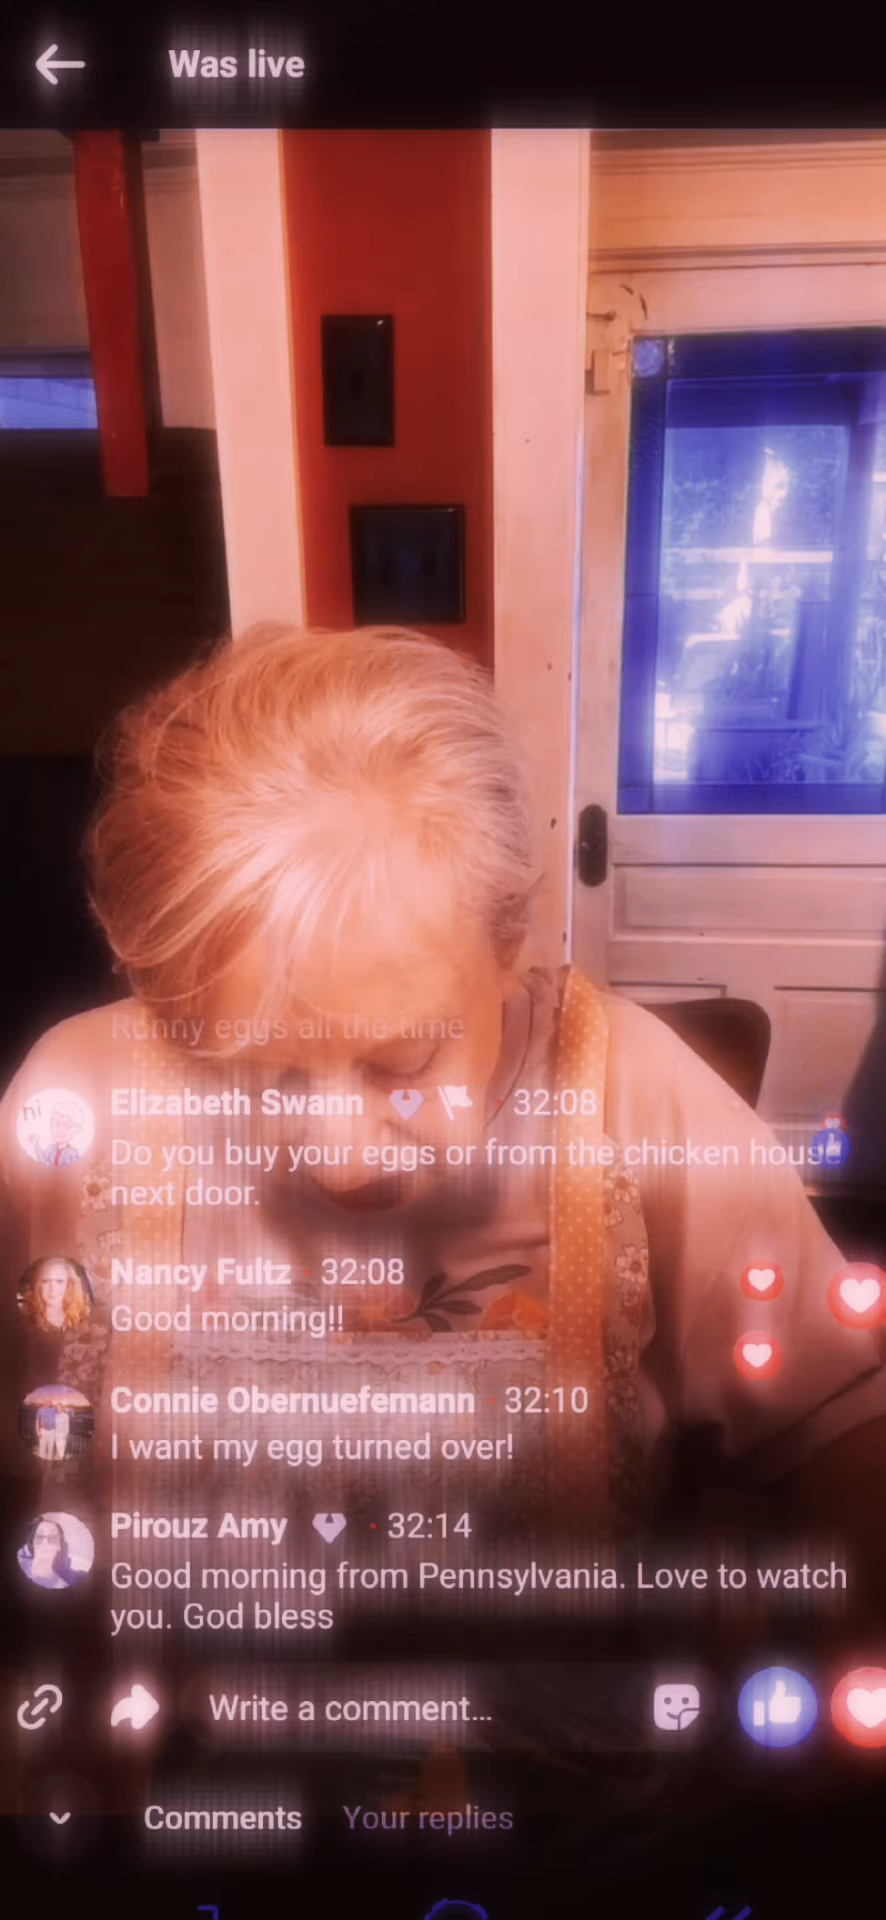 Was live
Runny eggs all the time
Elizabeth Swann · 32:08
Do you buy your eggs or from the chicken house
next door.
Nancy Fultz · 32:08
Good morning!!
Connie Obernuefemann · 32:10
I want my egg turned over!
Pirouz Amy · 32:14
Good morning from Pennsylvania. Love to watch
you. God bless
Write a comment...
Comments Your replies
hi